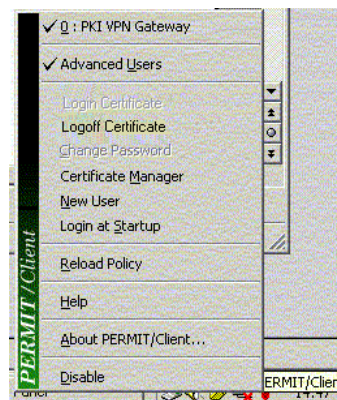 0 : PKI VPN Gateway
Advanced Users
Login Certificate
Logoff Certificate
Change Password
Certificate Manager
New User
Login at Startup
Reload Policy
Help
About PERMIT/Client...
Disable
PERMIT/Client
ERMIT/Clien